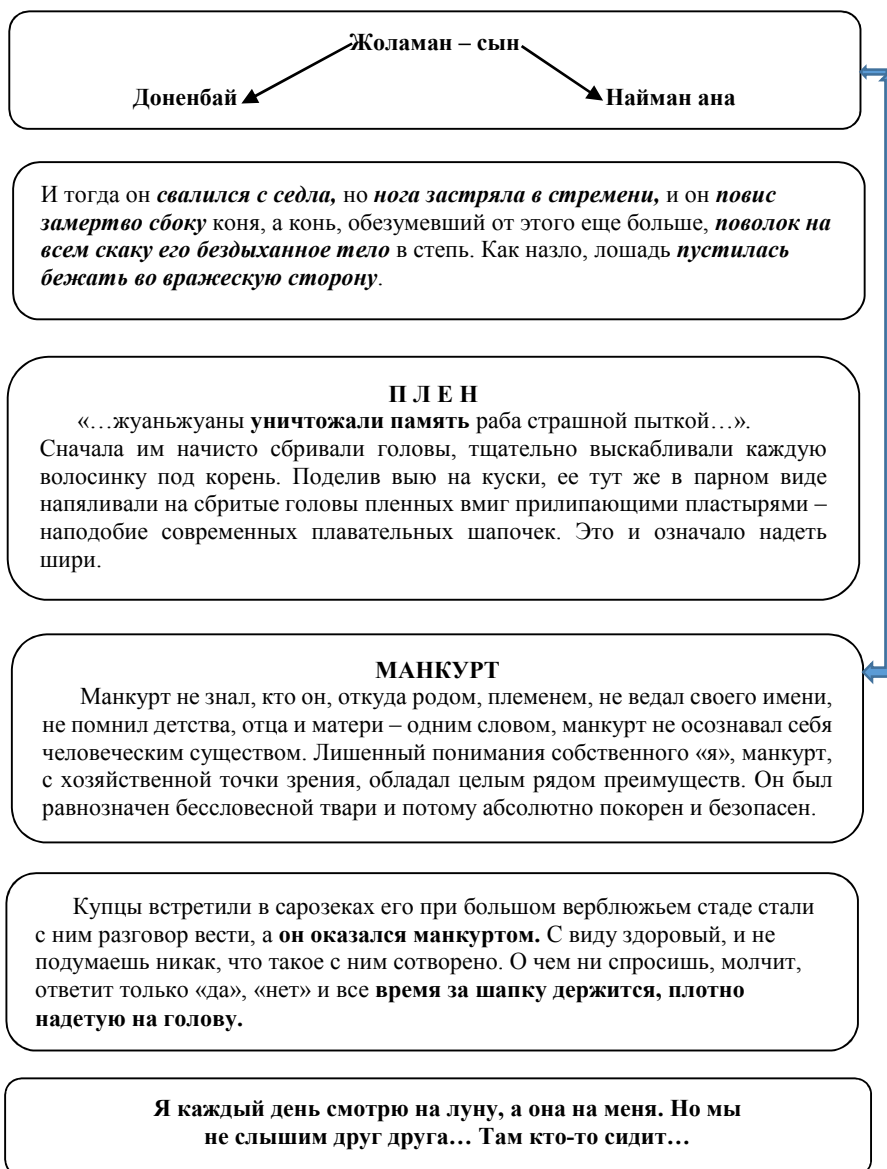 Жоламан – сын
Доненбай Найман ана
И тогда он свалился с седла, но нога застряла в стремени, и он повис
замертво сбоку коня, а конь, обезумевший от этого еще больше, поволок на
всем скаку его бездыханное тело в степь. Как назло, лошадь пустилась
бежать во вражескую сторону.
П Л Е Н
«…жуаньжуаны уничтожали память раба страшной пыткой…».
Сначала им начисто сбривали головы, тщательно выскабливали каждую
волосинку под корень. Поделив выю на куски, ее тут же в парном виде
напяливали на сбритые головы пленных вмиг прилипающими пластырями –
наподобие современных плавательных шапочек. Это и означало надеть
шири.
МАНКУРТ
Манкурт не знал, кто он, откуда родом, племенем, не ведал своего имени,
не помнил детства, отца и матери – одним словом, манкурт не осознавал себя
человеческим существом. Лишенный понимания собственного «я», манкурт,
с хозяйственной точки зрения, обладал целым рядом преимуществ. Он был
равнозначен бессловесной твари и потому абсолютно покорен и безопасен.
Купцы встретили в сарозеках его при большом верблюжьем стаде стали
с ним разговор вести, а он оказался манкуртом. С виду здоровый, и не
подумаешь никак, что такое с ним сотворено. О чем ни спросишь, молчит,
ответит только «да», «нет» и все время за шапку держится, плотно
надетую на голову.
Я каждый день смотрю на луну, а она на меня. Но мы
не слышим друг друга… Там кто-то сидит…